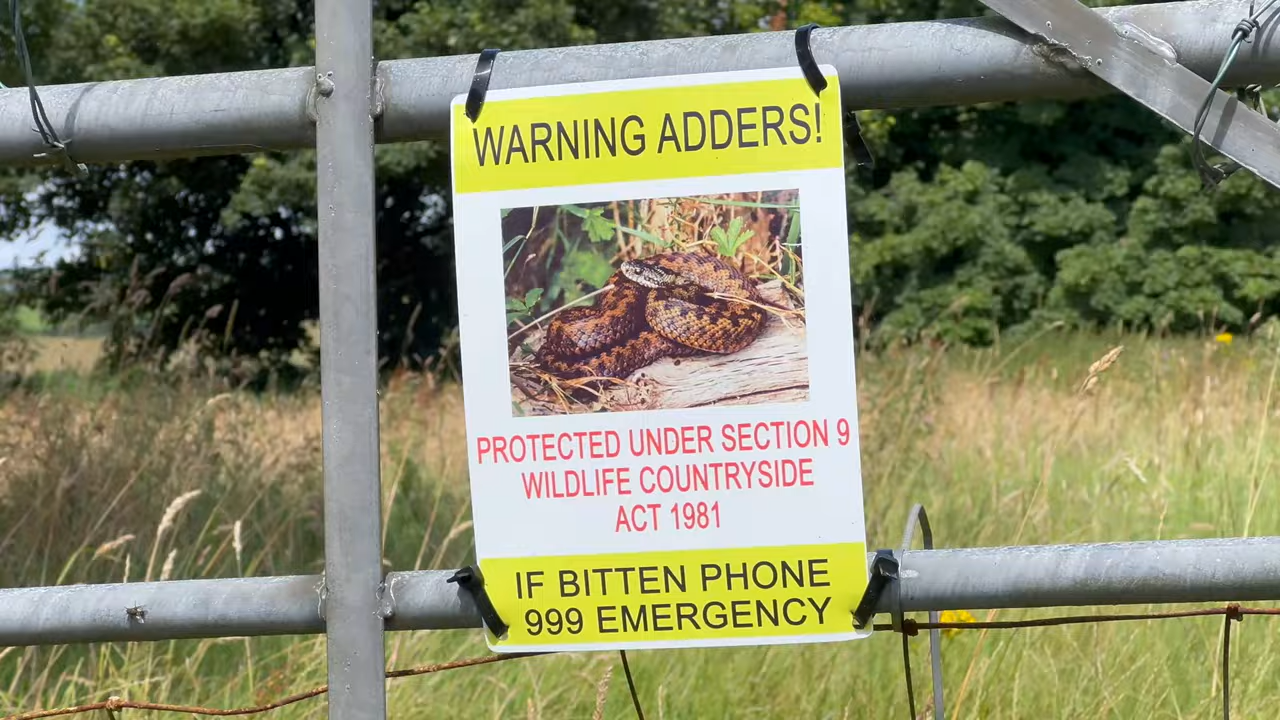 WARNING ADDERS!
PROTECTED UNDER SECTION 9
WILDLIFE COUNTRYSIDE
ACT 1981
IF BITTEN PHONE
999 EMERGENCY